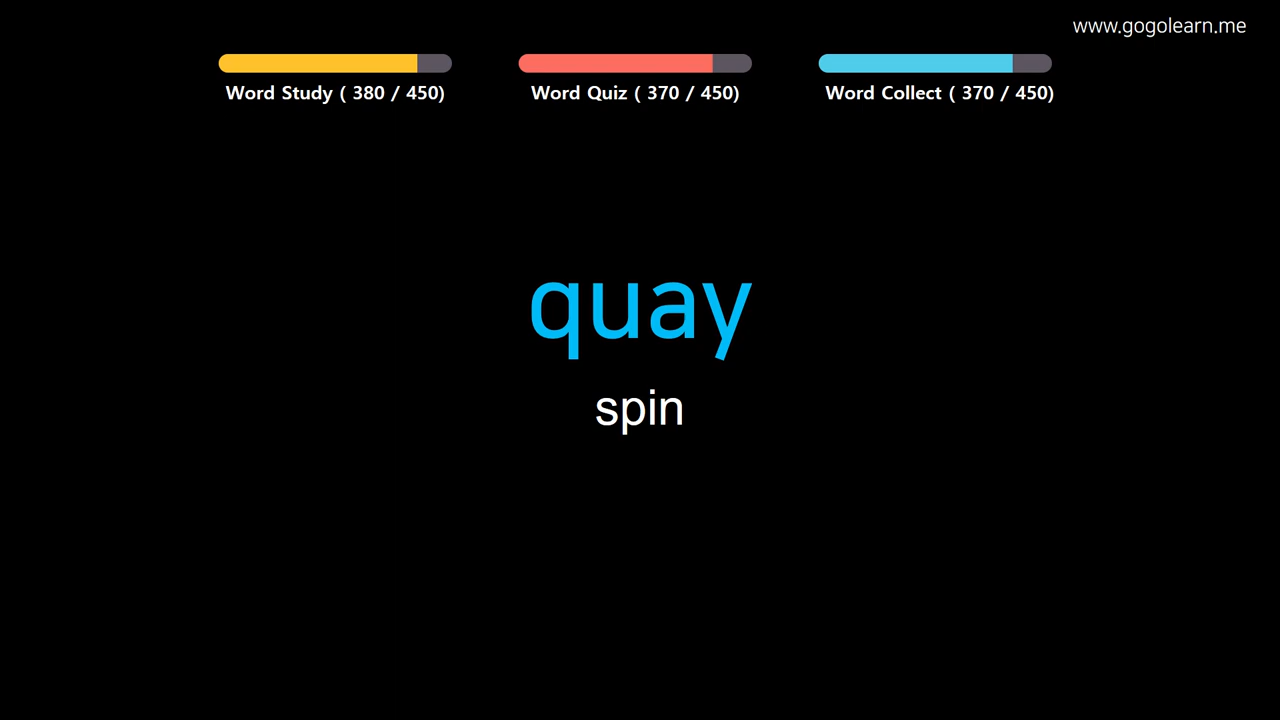 www.gogolearn.me
Word Study ( 380 / 450)
Word Quiz ( 370 / 450)
Word Collect ( 370 / 450)
quay
spin